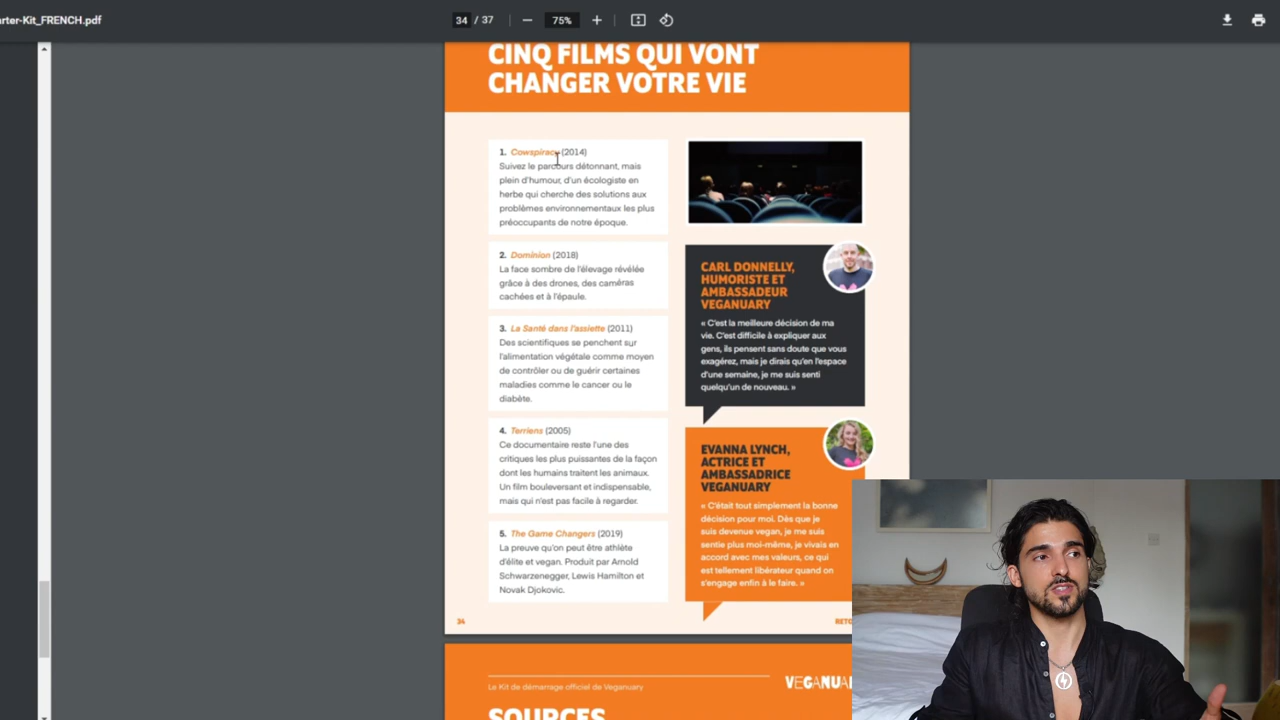 rter-Kit_FRENCH.pdf
34 / 37
75%
CINQ FILMS QUI VONT
CHANGER VOTRE VIE
1. Cowspiracy (2014)
Suivez le parcours détonnant, mais
plein d'humour, d'un écologiste en
herbe qui cherche des solutions aux
problèmes environnementaux les plus
préoccupants de notre époque.
2. Dominion (2018)
La face sombre de l'élevage révélée
grâce à des drones, des caméras
cachées et à l'épaule.
3. La Santé dans l'assiette (2011)
Des scientifiques se penchent sur
l'alimentation végétale comme moyen
de contrôler ou de guérir certaines
maladies comme le cancer ou le
diabète.
4. Terriens (2005)
Ce documentaire reste l'une des
critiques les plus puissantes de la façon
dont les humains traitent les animaux.
Un film bouleversant et indispensable,
mais qui n'est pas facile à regarder.
5. The Game Changers (2019)
La preuve qu'on peut être athlète
d'élite et vegan. Produit par Arnold
Schwarzenegger, Lewis Hamilton et
Novak Djokovic.
CARL DONNELLY,
HUMORISTE ET
AMBASSADEUR
VEGANUARY
« C'est la meilleure décision de ma
vie. C'est difficile à expliquer aux
gens, ils pensent sans doute que vous
exagérez, mais je dirais qu'en l'espace
d'une semaine, je me suis senti
quelqu'un de nouveau. »
EVANNA LYNCH,
ACTRICE ET
AMBASSADRICE
VEGANUARY
« C'était tout simplement la bonne
décision pour moi. Dès que je
suis devenue vegan, je me suis
sentie plus moi-même, je vivais en
accord avec mes valeurs, ce qui
est tellement libérateur quand on
s'engage enfin à le faire. »
34
RETO
Le Kit de démarrage officiel de Veganuary
VEGANUA
SOURCES